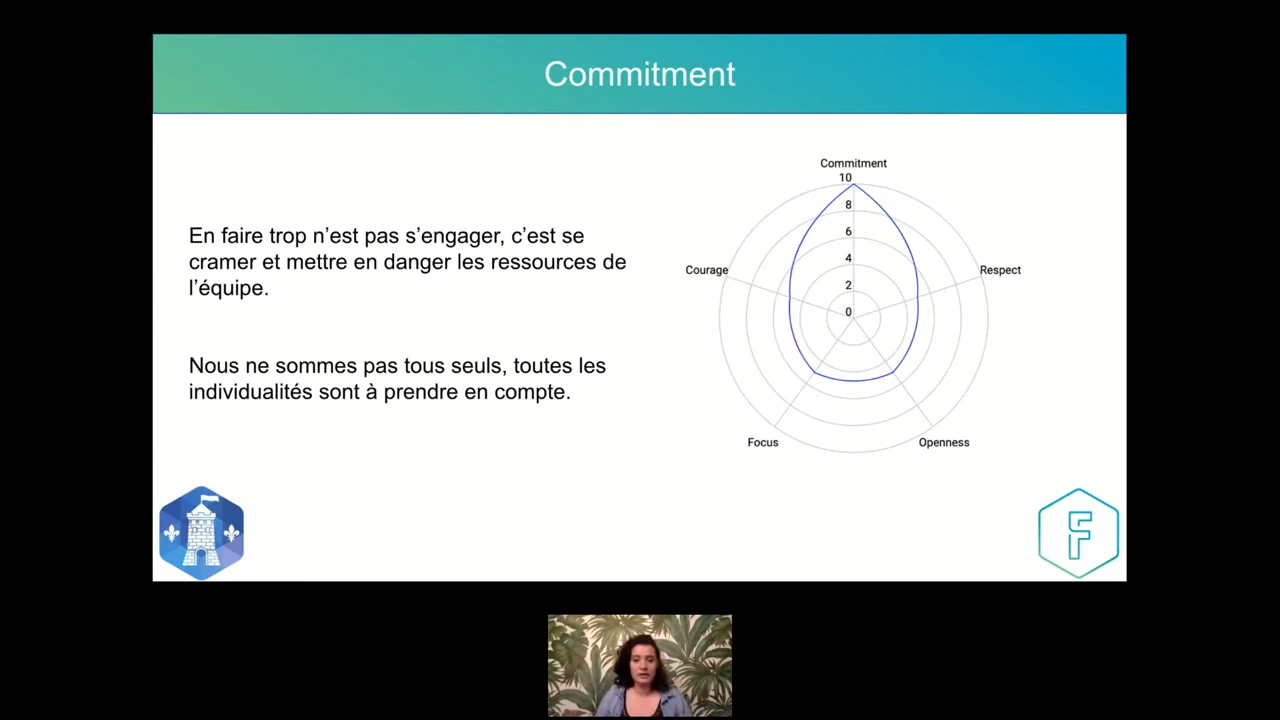 Commitment
En faire trop n’est pas s’engager, c’est se
cramer et mettre en danger les ressources de
l’équipe.
Nous ne sommes pas tous seuls, toutes les
individualités sont à prendre en compte.
Commitment
10
8
6
4
2
0
Courage
Respect
Focus
Openness
F